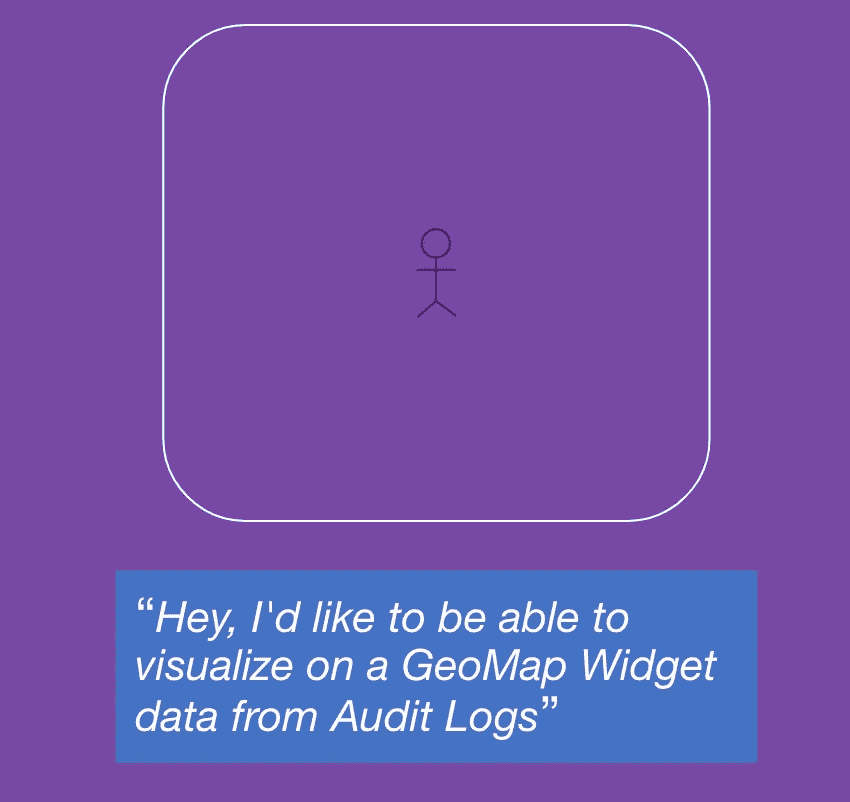 “Hey, I'd like to be able to
visualize on a GeoMap Widget
data from Audit Logs”